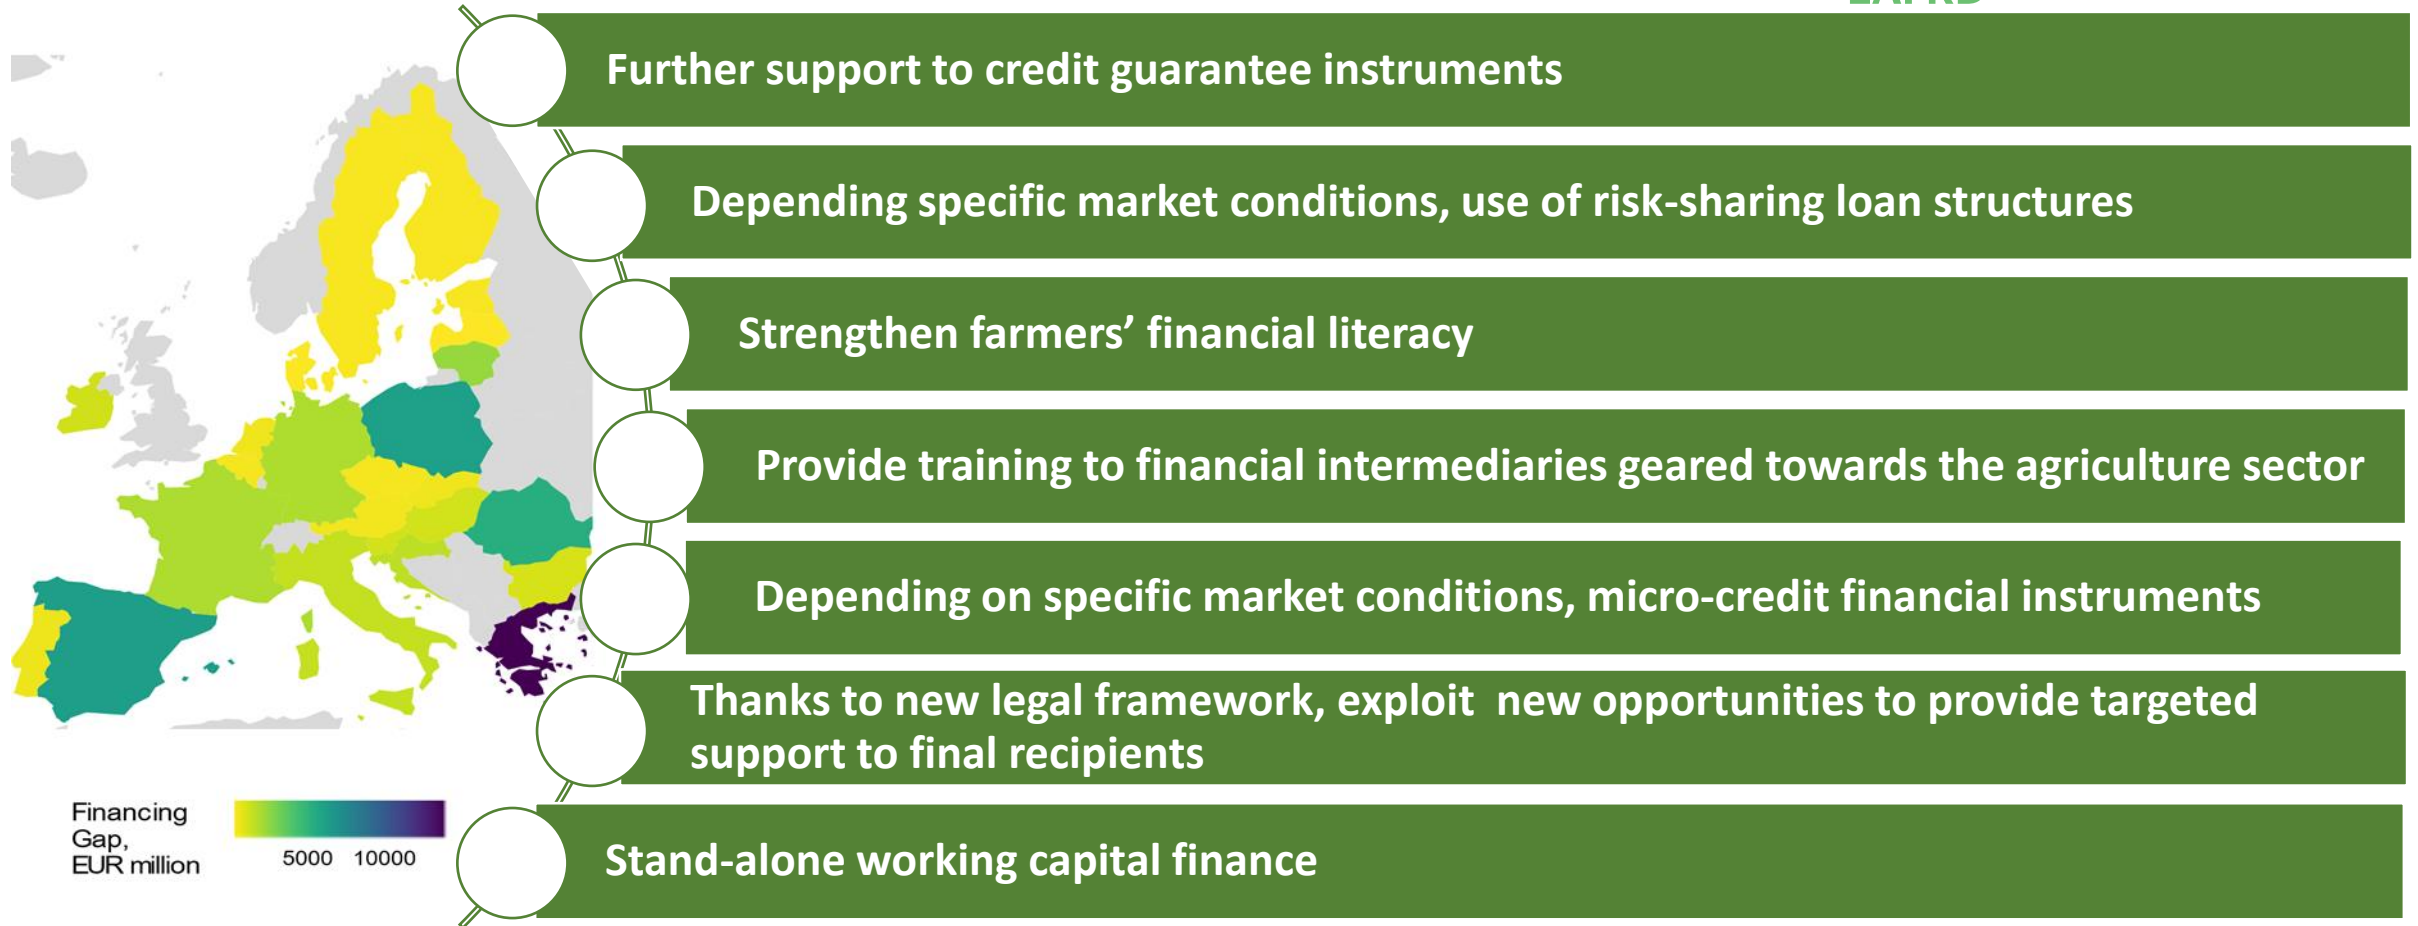 Further support to credit guarantee instruments
Depending specific market conditions, use of risk-sharing loan structures
Strengthen farmers’ financial literacy
Provide training to financial intermediaries geared towards the agriculture sector
Depending on specific market conditions, micro-credit financial instruments
Thanks to new legal framework, exploit  new opportunities to provide targeted
support to final recipients
Stand-alone working capital finance
Financing
Gap,
EUR million
5000 10000